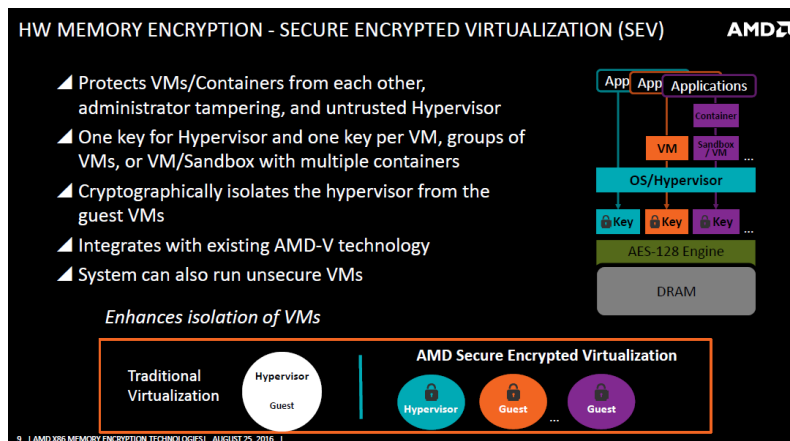 HW MEMORY ENCRYPTION - SECURE ENCRYPTED VIRTUALIZATION (SEV)
AMD
Protects VMs/Containers from each other,
administrator tampering, and untrusted Hypervisor
One key for Hypervisor and one key per VM, groups of
VMs, or VM/Sandbox with multiple containers
Cryptographically isolates the hypervisor from the
guest VMs
Integrates with existing AMD-V technology
System can also run unsecure VMs
Enhances isolation of VMs
App
App
Applications
Container
VM
Sandbox
/ VM
...
OS/Hypervisor
Key
Key
Key
...
AES-128 Engine
DRAM
Traditional
Virtualization
Hypervisor
Guest
AMD Secure Encrypted Virtualization
Hypervisor
Guest
...
Guest
9 | AMD X86 MEMORY ENCRYPTION TECHNOLOGIES| AUGUST 25, 2016 |